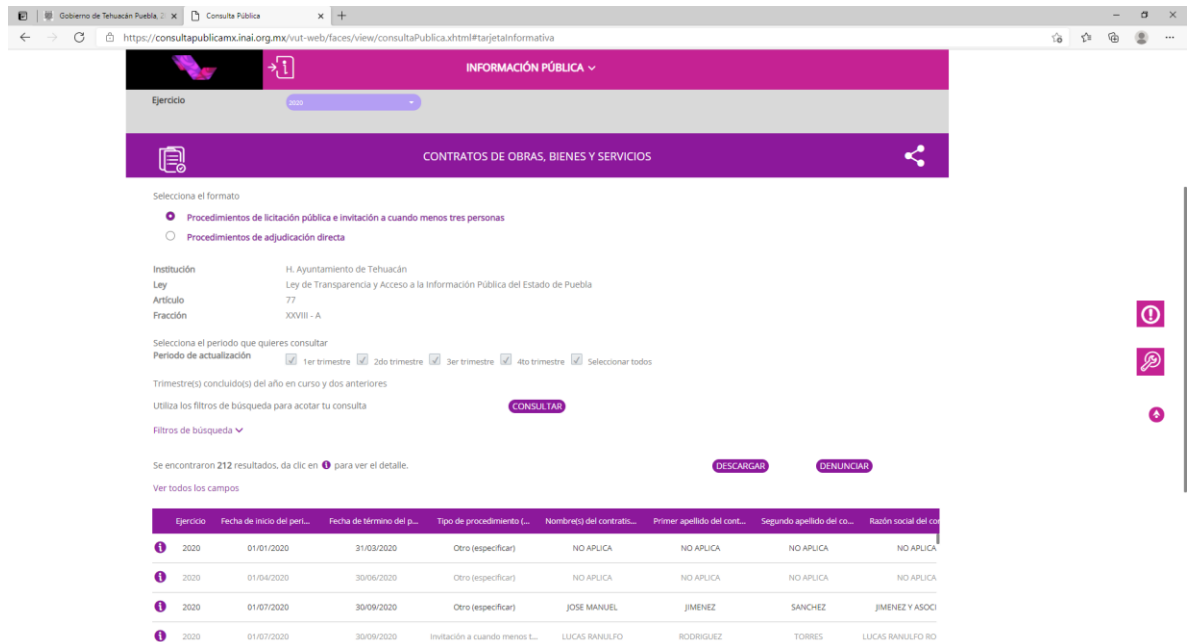 Gobierno de Tehuacán Puebla, 2
Consulta Pública
https://consultapublicamx.inai.org.mx/vut-web/faces/view/consultaPublica.xhtml#tarjetaInformativa
INFORMACIÓN PÚBLICA
Ejercicio 2020
CONTRATOS DE OBRAS, BIENES Y SERVICIOS
Selecciona el formato
Procedimientos de licitación pública e invitación a cuando menos tres personas
Procedimientos de adjudicación directa
Institución H. Ayuntamiento de Tehuacán
Ley Ley de Transparencia y Acceso a la Información Pública del Estado de Puebla
Artículo 77
Fracción XXVIII - A
Selecciona el periodo que quieres consultar
Periodo de actualización 1er trimestre 2do trimestre 3er trimestre 4to trimestre Seleccionar todos
Trimestre(s) concluido(s) del año en curso y dos anteriores
Utiliza los filtros de búsqueda para acotar tu consulta CONSULTAR
Filtros de búsqueda
Se encontraron 212 resultados, da clic en i para ver el detalle. DESCARGAR DENUNCIAR
Ver todos los campos
Ejercicio Fecha de inicio del peri... Fecha de término del p... Tipo de procedimiento (... Nombre(s) del contratis... Primer apellido del cont... Segundo apellido del co... Razón social del con
2020 01/01/2020 31/03/2020 Otro (especificar) NO APLICA NO APLICA NO APLICA NO APLICA
2020 01/04/2020 30/06/2020 Otro (especificar) NO APLICA NO APLICA NO APLICA NO APLICA
2020 01/07/2020 30/09/2020 Otro (especificar) JOSE MANUEL JIMENEZ SANCHEZ JIMENEZ Y ASOCI
2020 01/07/2020 30/09/2020 Invitación a cuando menos t... LUCAS RANULFO RODRIGUEZ TORRES LUCAS RANULFO RO